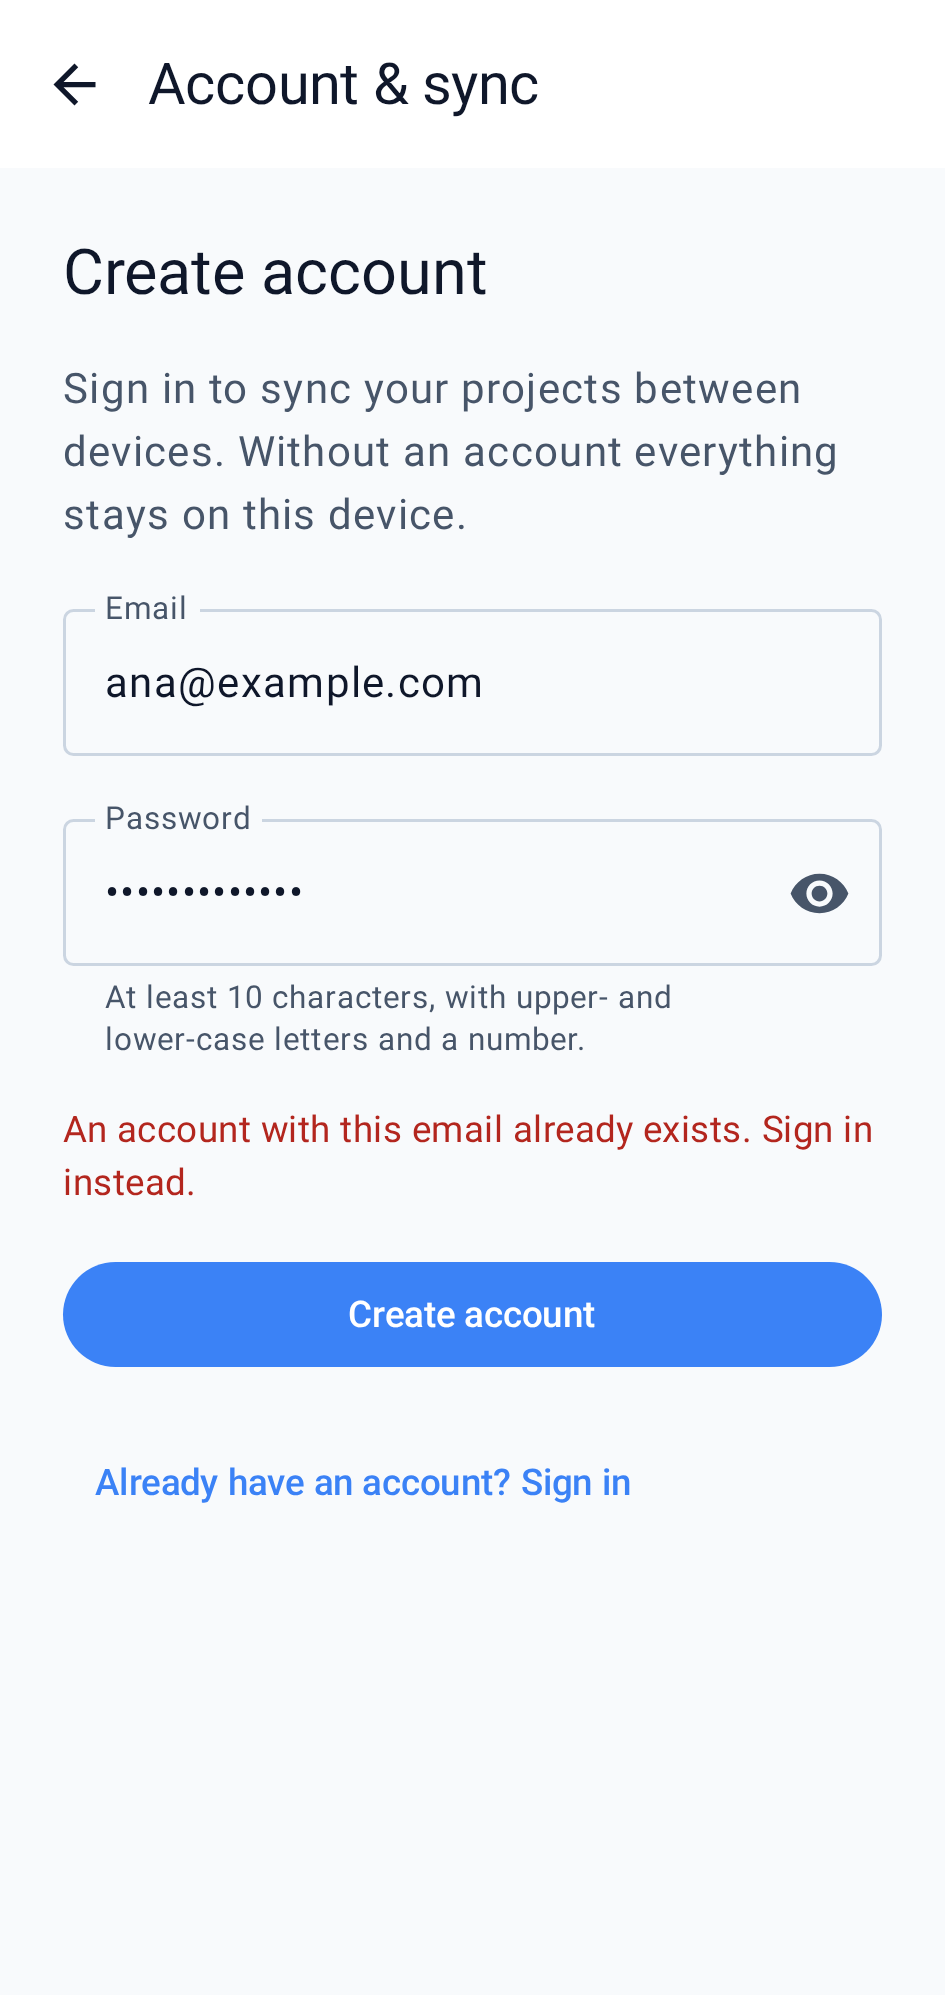 Account & sync
Create account
Sign in to sync your projects between
devices. Without an account everything
stays on this device.
Email
ana@example.com
Password
•••••••••••••
At least 10 characters, with upper- and
lower-case letters and a number.
An account with this email already exists. Sign in
instead.
Create account
Already have an account? Sign in